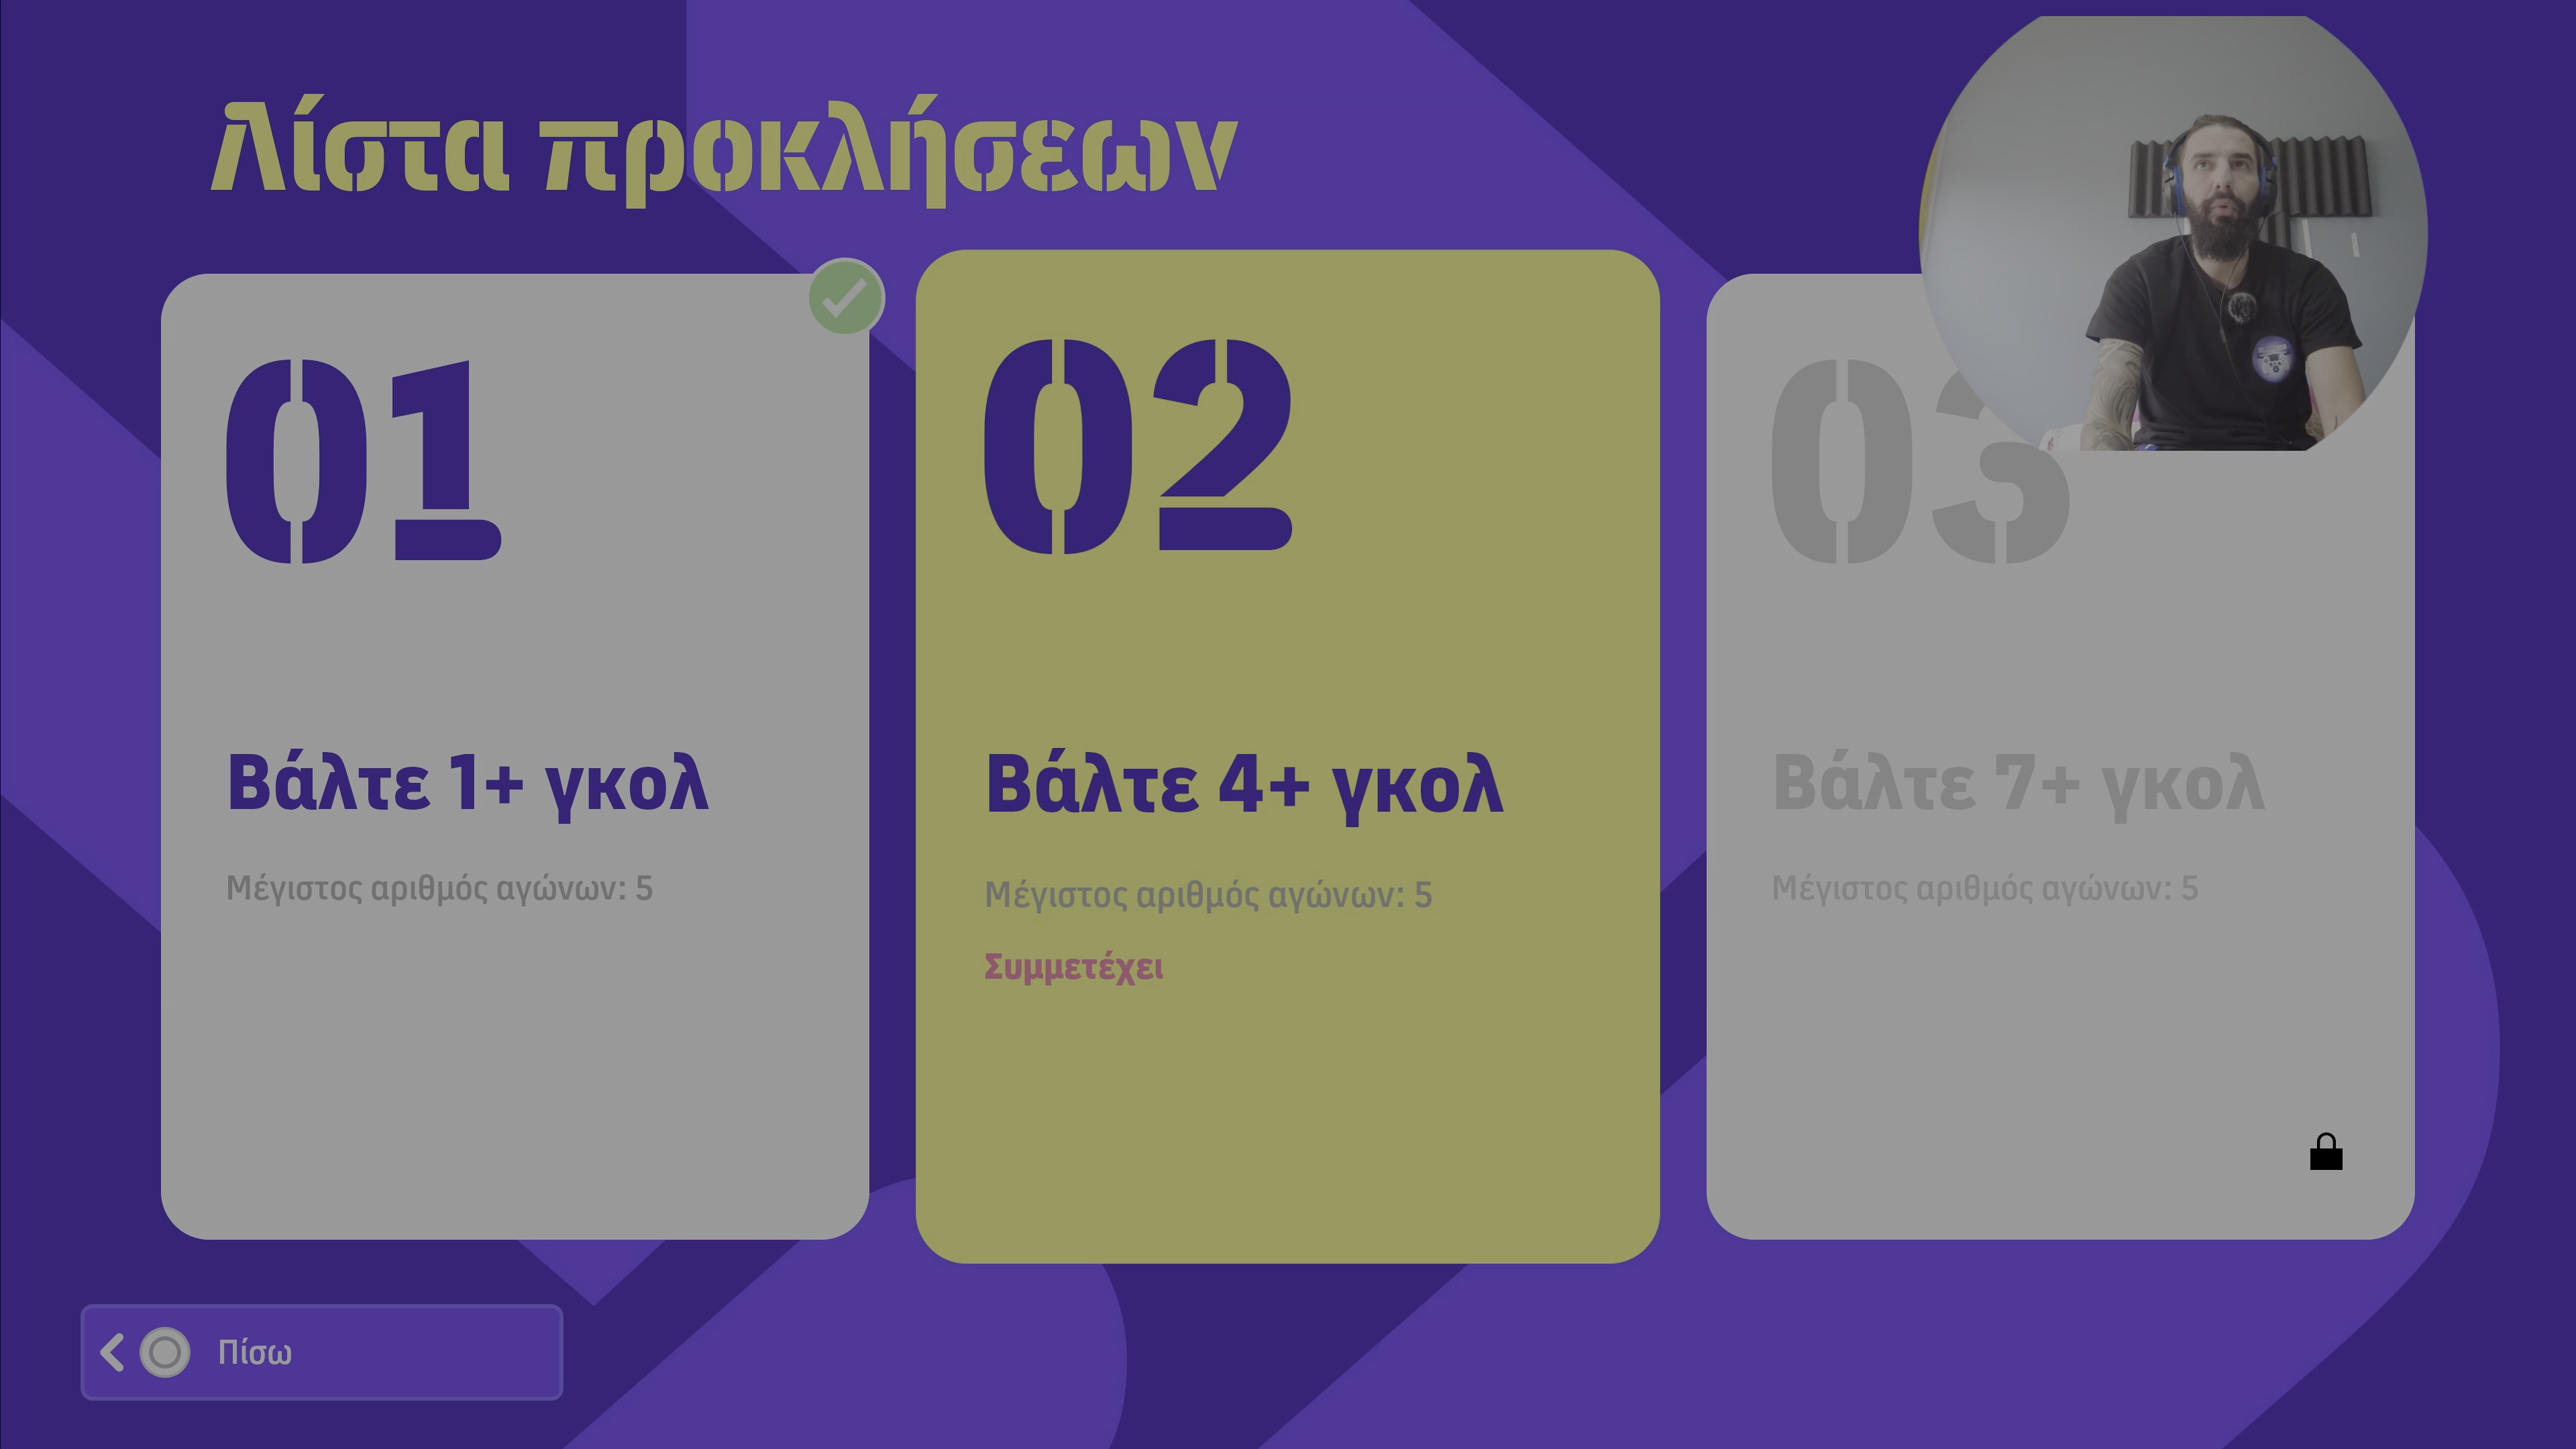 Λίστα προκλήσεων
01
Βάλτε 1+ γκολ
Μέγιστος αριθμός αγώνων: 5
02
Βάλτε 4+ γκολ
Μέγιστος αριθμός αγώνων: 5
Συμμετέχει
03
Βάλτε 7+ γκολ
Μέγιστος αριθμός αγώνων: 5
Πίσω